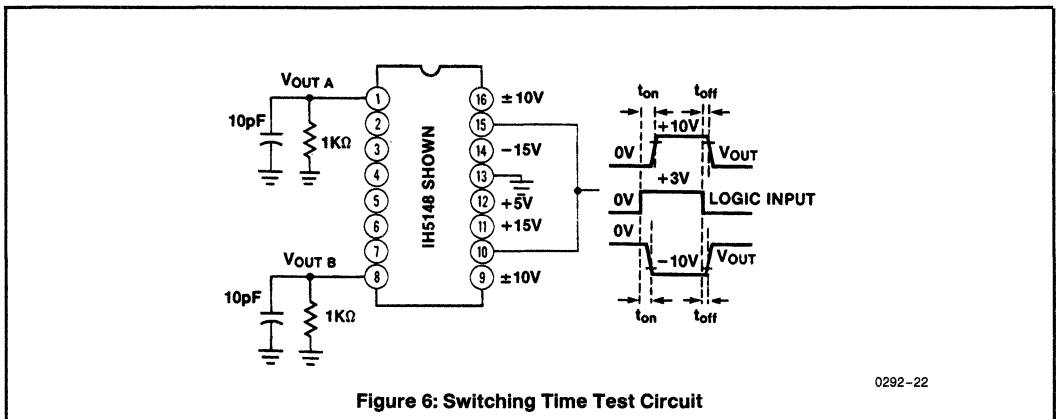 VOUT A
10pF
1KΩ
VOUT B
10pF
1KΩ
1
2
3
4
5
6
7
8
IH5148 SHOWN
16 ±10V
15
14 −15V
13
12 +5V
11 +15V
10
9 ±10V
ton toff
+10V
0V VOUT
+3V
0V LOGIC INPUT
0V
−10V VOUT
ton toff
0292–22
Figure 6: Switching Time Test Circuit